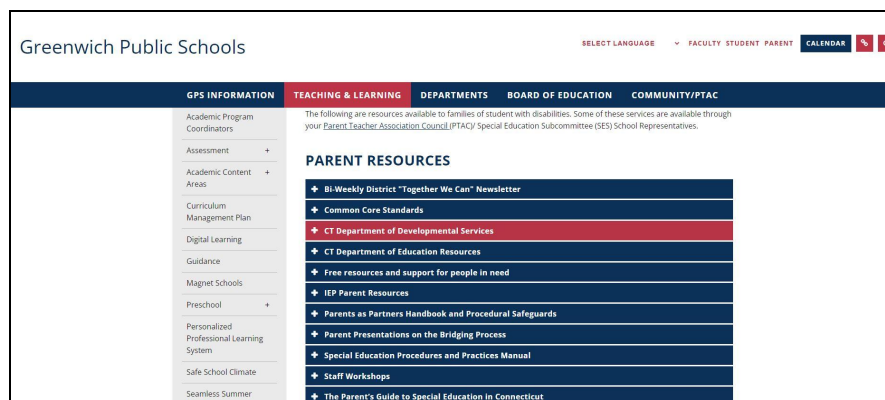 Greenwich Public Schools
SELECT LANGUAGE FACULTY STUDENT PARENT CALENDAR
GPS INFORMATION TEACHING & LEARNING DEPARTMENTS BOARD OF EDUCATION COMMUNITY/PTAC
Academic Program
Coordinators
Assessment +
Academic Content +
Areas
Curriculum
Management Plan
Digital Learning
Guidance
Magnet Schools
Preschool +
Personalized
Professional Learning
System
Safe School Climate
Seamless Summer
The following are resources available to families of student with disabilities. Some of these services are available through
your Parent Teacher Association Council (PTAC)/ Special Education Subcommittee (SES) School Representatives.
PARENT RESOURCES
+ Bi-Weekly District "Together We Can" Newsletter
+ Common Core Standards
+ CT Department of Developmental Services
+ CT Department of Education Resources
+ Free resources and support for people in need
+ IEP Parent Resources
+ Parents as Partners Handbook and Procedural Safeguards
+ Parent Presentations on the Bridging Process
+ Special Education Procedures and Practices Manual
+ Staff Workshops
+ The Parent's Guide to Special Education in Connecticut